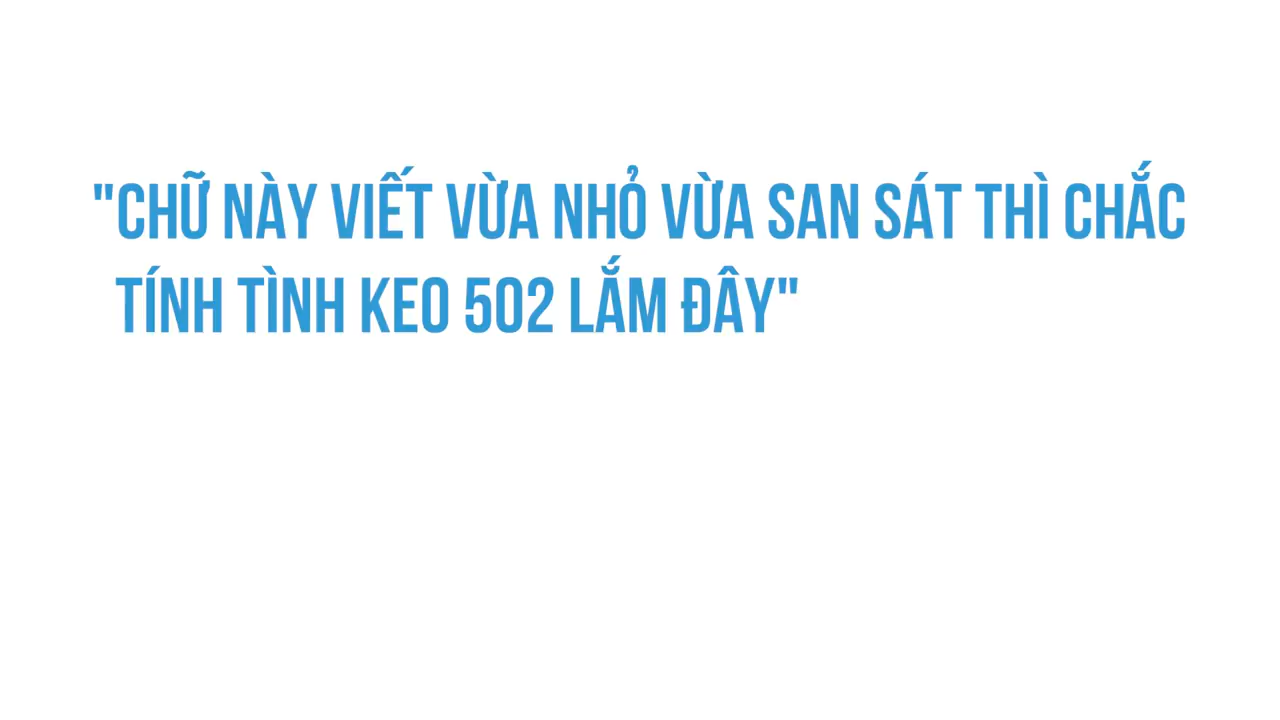 "CHỮ NÀY VIẾT VỪA NHỎ VỪA SAN SÁT THÌ CHẮC
TÍNH TÌNH KEO 502 LẮM ĐÂY"